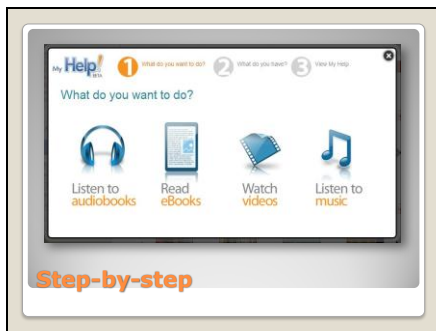 My Help! BETA 1 What do you want to do? 2 What do you have? 3 View My Help
What do you want to do?
Listen to audiobooks
Read eBooks
Watch videos
Listen to music
Step-by-step